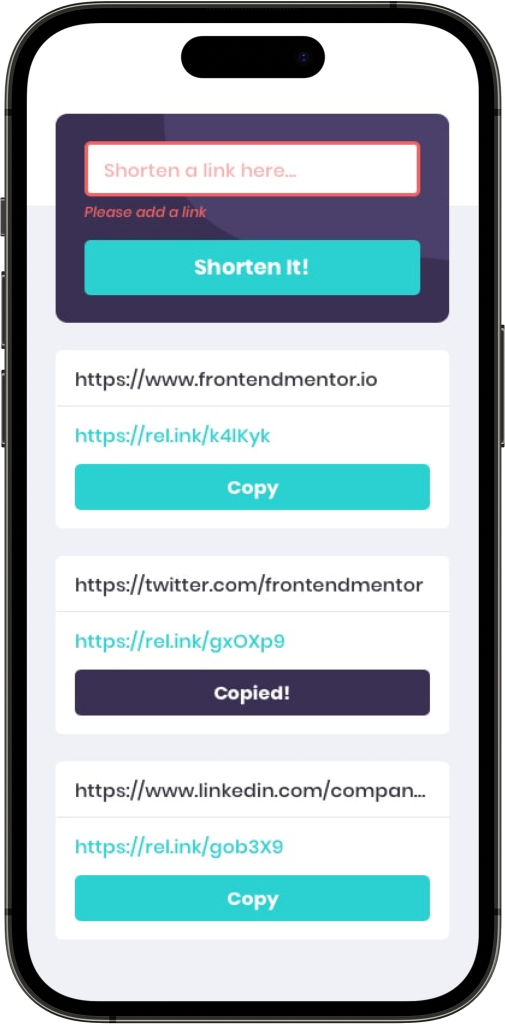 Shorten a link here...
Please add a link
Shorten It!
https://www.frontendmentor.io
https://rel.ink/k4lKyk
Copy
https://twitter.com/frontendmentor
https://rel.ink/gxOXp9
Copied!
https://www.linkedin.com/compan...
https://rel.ink/gob3X9
Copy